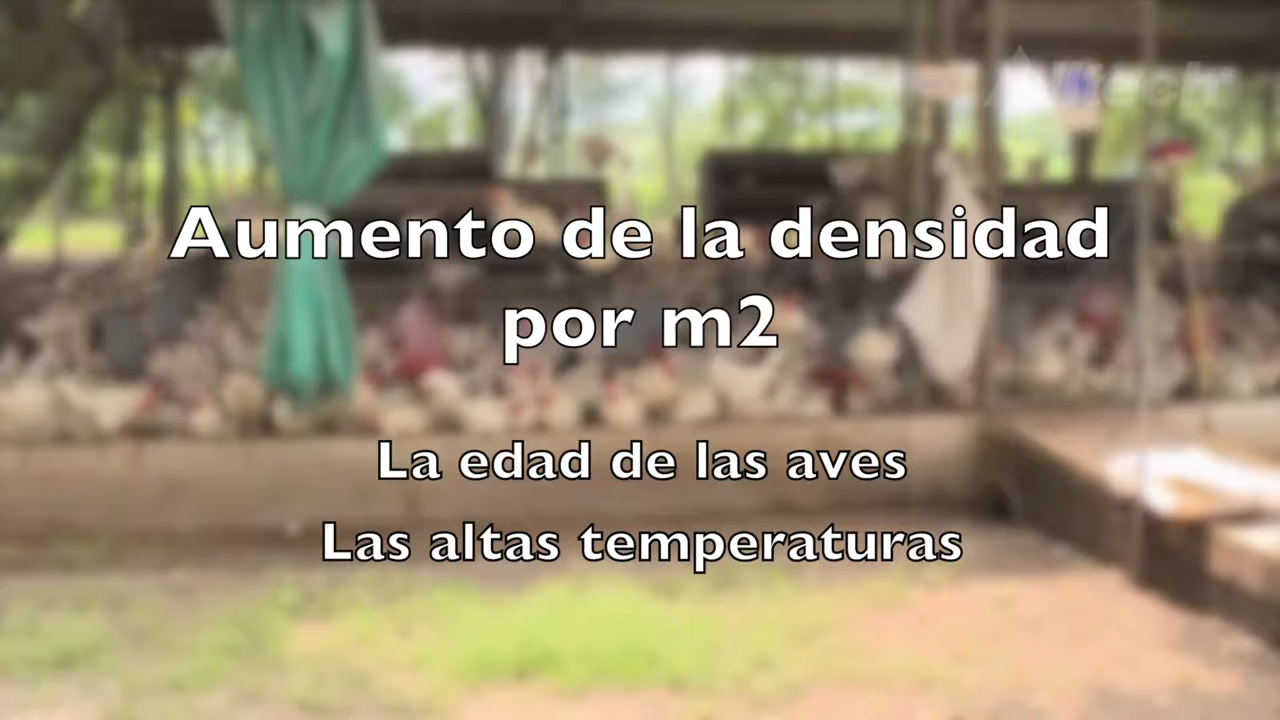 Aumento de la densidad
por m2
La edad de las aves
Las altas temperaturas